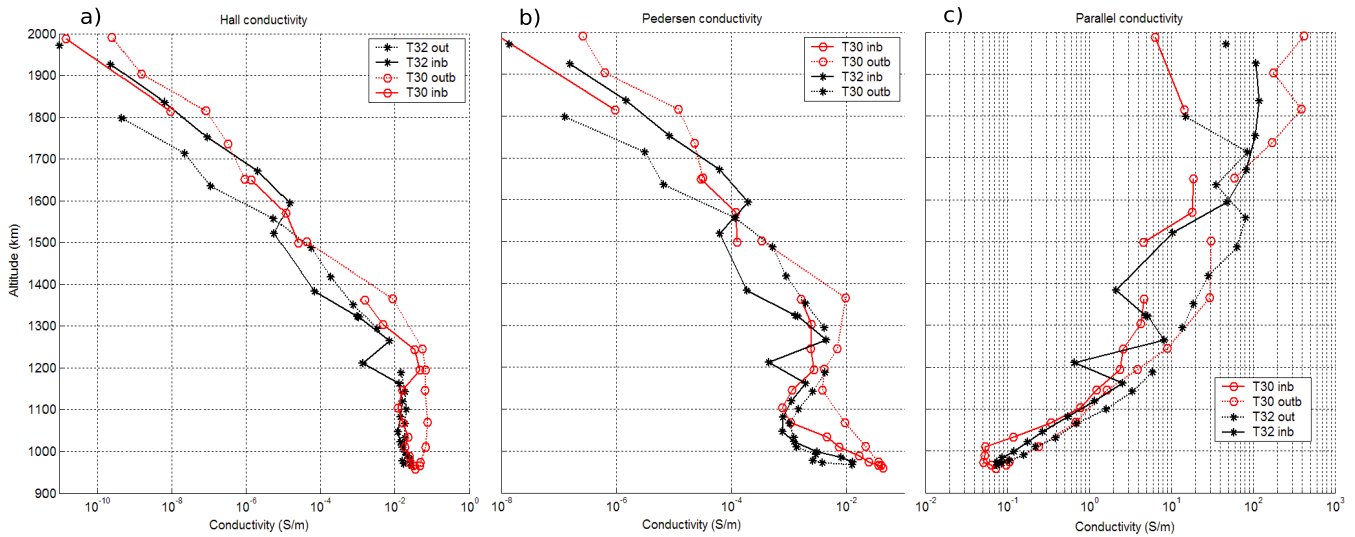 a)
Hall conductivity
2000
1900
1800
1700
1600
1500
1400
1300
1200
1100
1000
900
Altitude (km)
T32 out
T32 inb
T30 outb
T30 inb
10^-10
10^-8
10^-6
10^-4
10^-2
10^0
Conductivity (S/m)
b)
Pedersen conductivity
T30 inb
T30 outb
T32 inb
T30 outb
10^-8
10^-6
10^-4
10^-2
Conductivity (S/m)
c)
Parallel conductivity
T30 inb
T30 outb
T32 out
T32 inb
10^-2
10^-1
10^0
10^1
10^2
10^3
Conductivity (S/m)